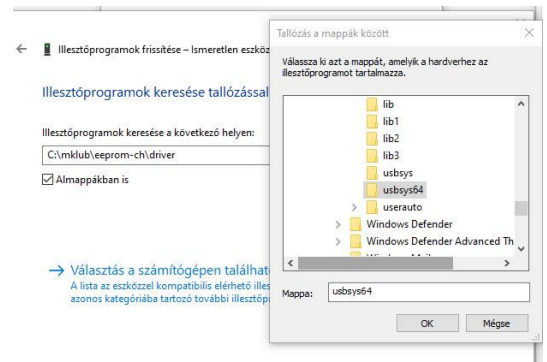 Illesztőprogramok frissítése – Ismeretlen eszköz
Illesztőprogramok keresése tallózással
Illesztőprogramok keresése a következő helyen:
C:\mklub\eeprom-ch\driver
Almappákban is
Választás a számítógépen
A lista az eszközzel kompatibilis elérhető
azonos kategóriába tartozó további
Tallózás a mappák között
Válassza ki azt a mappát, amelyik a hardverhez az
illesztőprogramot tartalmazza.
lib
lib1
lib2
lib3
usbsys
usbsys64
userauto
Windows Defender
Windows Defender Advanced Th
Mappa:
usbsys64
OK
Mégse